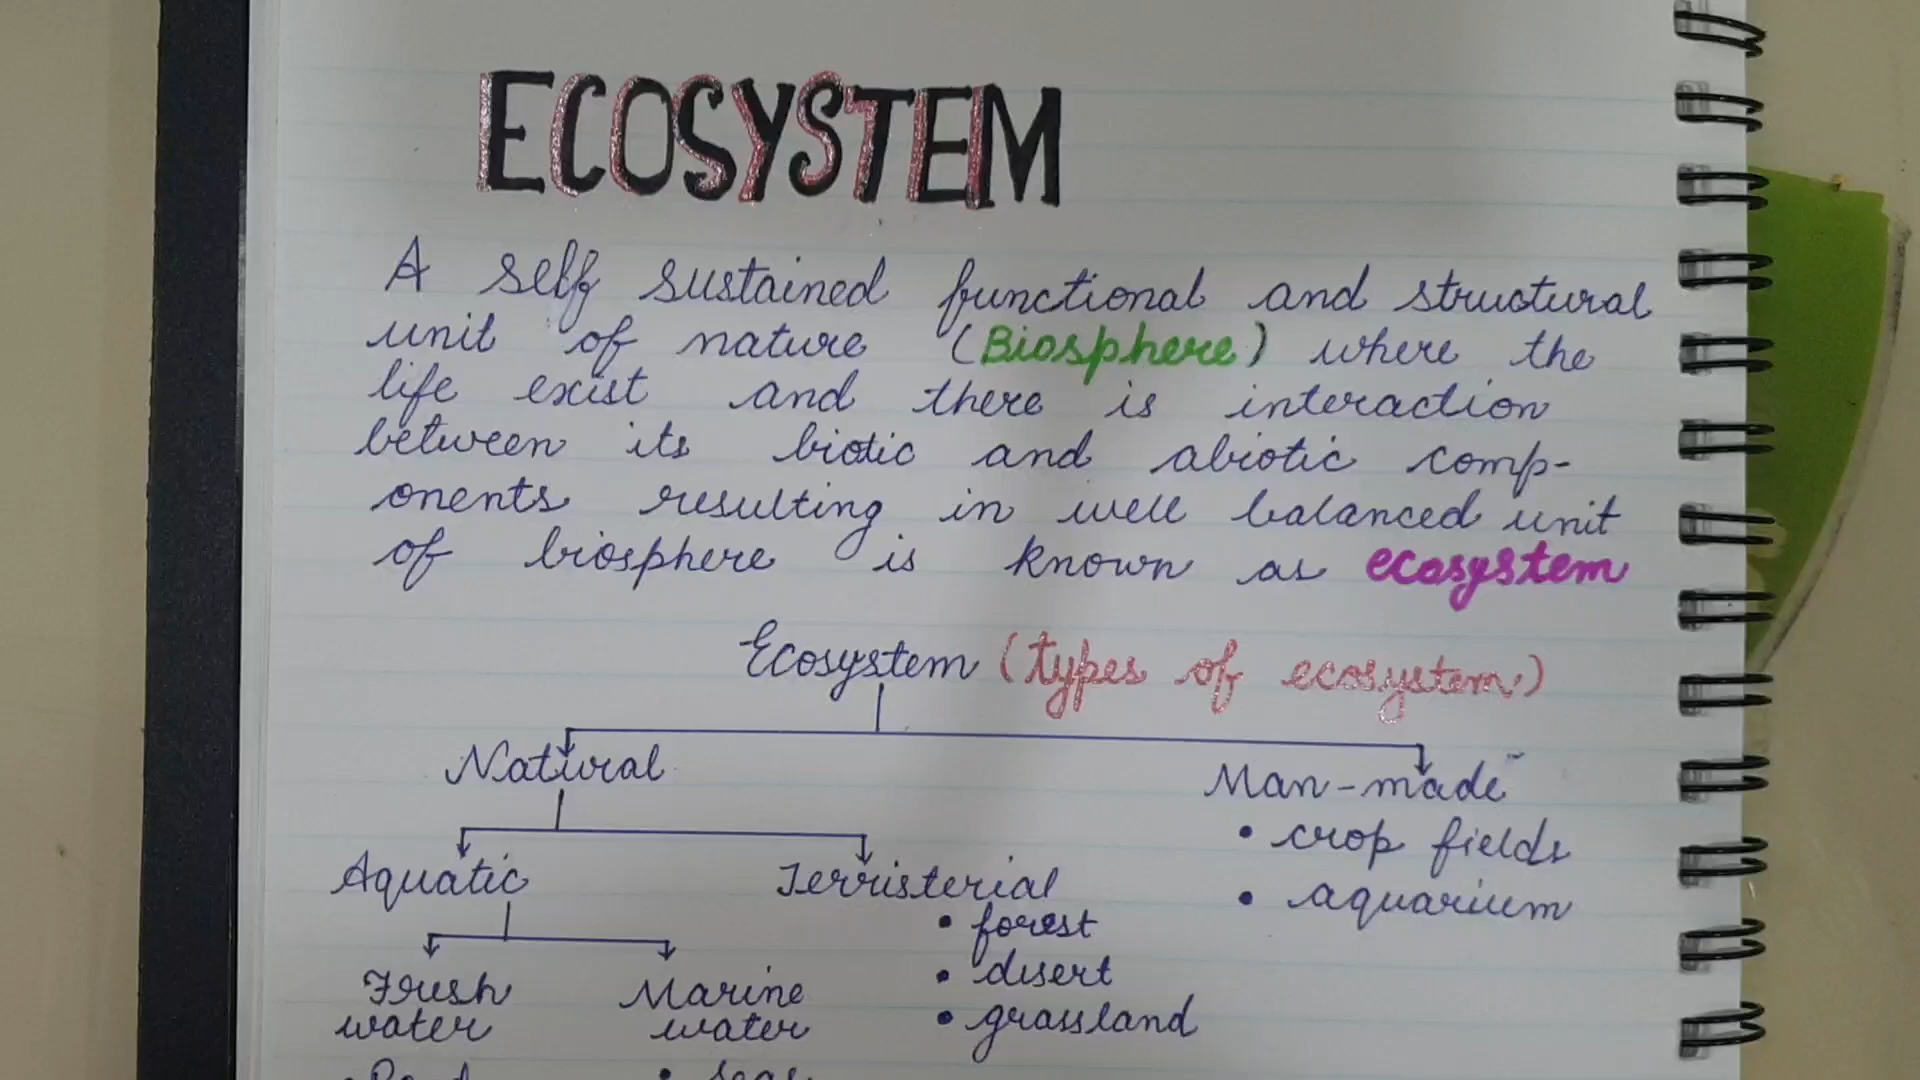 ECOSYSTEM
A self sustained functional and structural
unit of nature (Biosphere) where the
life exist and there is interaction
between its biotic and abiotic comp-
onents resulting in well balanced unit
of biosphere is known as ecosystem
Ecosystem (types of ecosystem)
Natural
Man-made
• crop fields
• aquarium
Aquatic
Terristerial
• forest
• desert
• grassland
Fresh
water
Marine
water
• seas